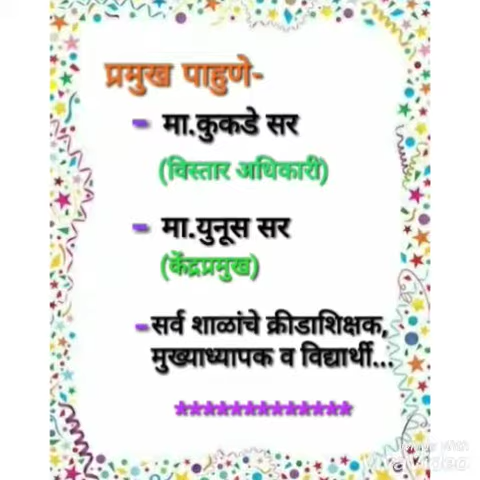 प्रमुख पाहुणे-
- मा.कुकडे सर
(विस्तार अधिकारी)
- मा.युनूस सर
(केंद्रप्रमुख)
-सर्व शाळांचे क्रीडाशिक्षक,
मुख्याध्यापक व विद्यार्थी...
*************